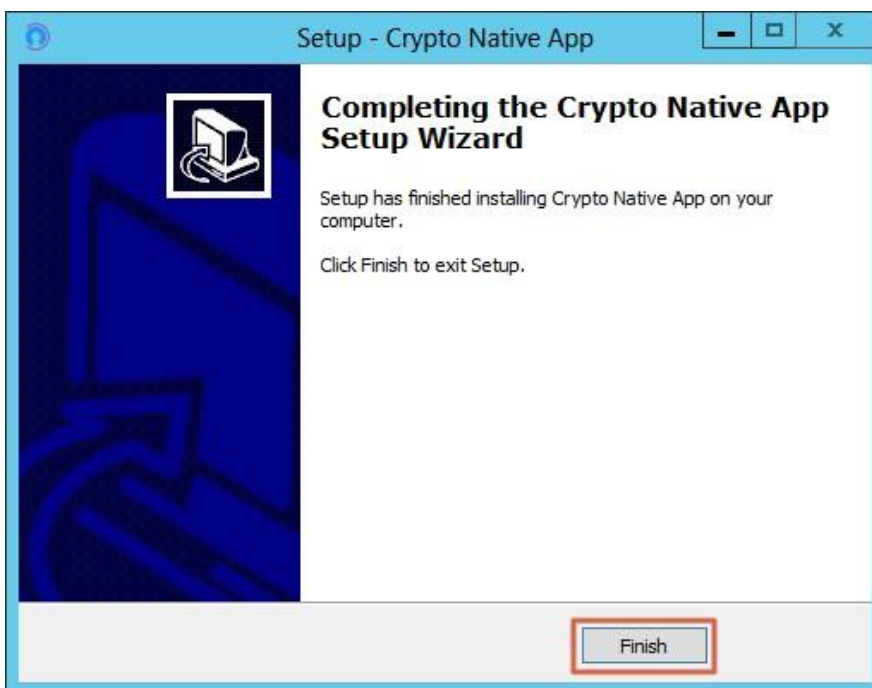 Setup - Crypto Native App
Completing the Crypto Native App
Setup Wizard
Setup has finished installing Crypto Native App on your
computer.
Click Finish to exit Setup.
Finish